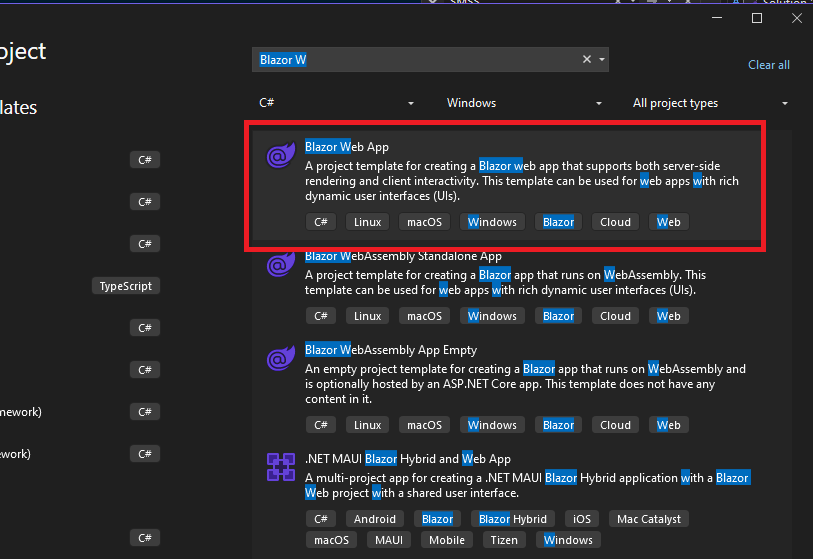 SMSS
Solution
oject
Blazor W
Clear all
lates
C#
Windows
All project types
C#
C#
C#
TypeScript
C#
C#
mework)
C#
ework)
C#
C#
Blazor Web App
A project template for creating a Blazor web app that supports both server-side
rendering and client interactivity. This template can be used for web apps with rich
dynamic user interfaces (UIs).
C# Linux macOS Windows Blazor Cloud Web
Blazor WebAssembly Standalone App
A project template for creating a Blazor app that runs on WebAssembly. This
template can be used for web apps with rich dynamic user interfaces (UIs).
C# Linux macOS Windows Blazor Cloud Web
Blazor WebAssembly App Empty
An empty project template for creating a Blazor app that runs on WebAssembly and
is optionally hosted by an ASP.NET Core app. This template does not have any
content in it.
C# Linux macOS Windows Blazor Cloud Web
.NET MAUI Blazor Hybrid and Web App
A multi-project app for creating a .NET MAUI Blazor Hybrid application with a Blazor
Web project with a shared user interface.
C# Android Blazor Blazor Hybrid iOS Mac Catalyst
macOS MAUI Mobile Tizen Windows